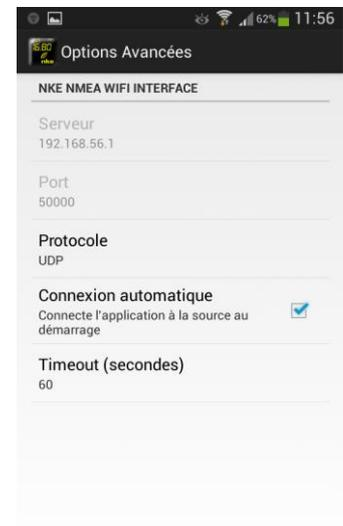 62% 11:56
Options Avancées
NKE NMEA WIFI INTERFACE
Serveur
192.168.56.1
Port
50000
Protocole
UDP
Connexion automatique
Connecte l'application à la source au
démarrage
Timeout (secondes)
60